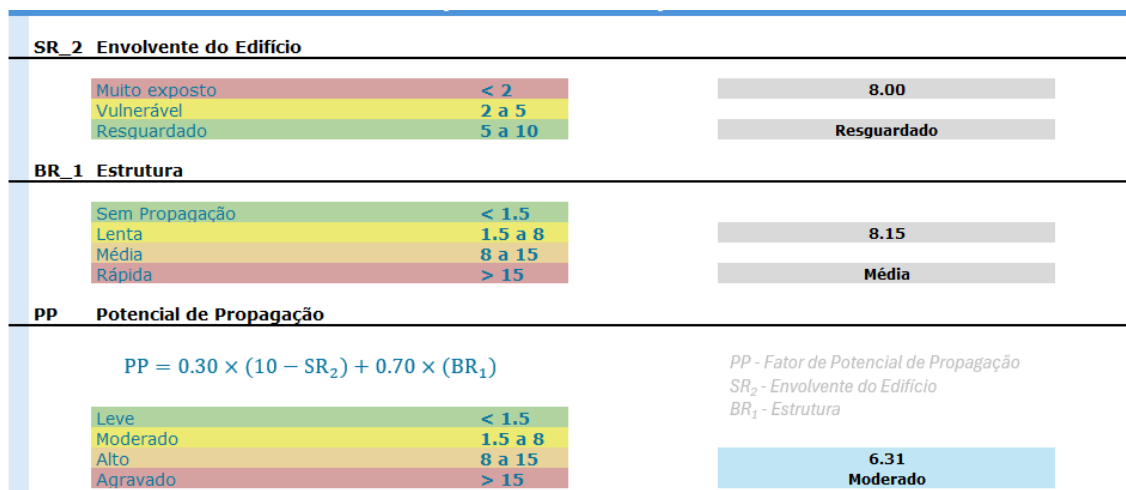 SR_2 Envolvente do Edifício
Muito exposto < 2 8.00
Vulnerável 2 a 5
Resguardado 5 a 10 Resguardado
BR_1 Estrutura
Sem Propagação < 1.5
Lenta 1.5 a 8 8.15
Média 8 a 15
Rápida > 15 Média
PP Potencial de Propagação
PP = 0.30 × (10 − SR₂) + 0.70 × (BR₁)
PP - Fator de Potencial de Propagação
SR₂ - Envolvente do Edifício
BR₁ - Estrutura
Leve < 1.5
Moderado 1.5 a 8
Alto 8 a 15 6.31
Agravado > 15 Moderado